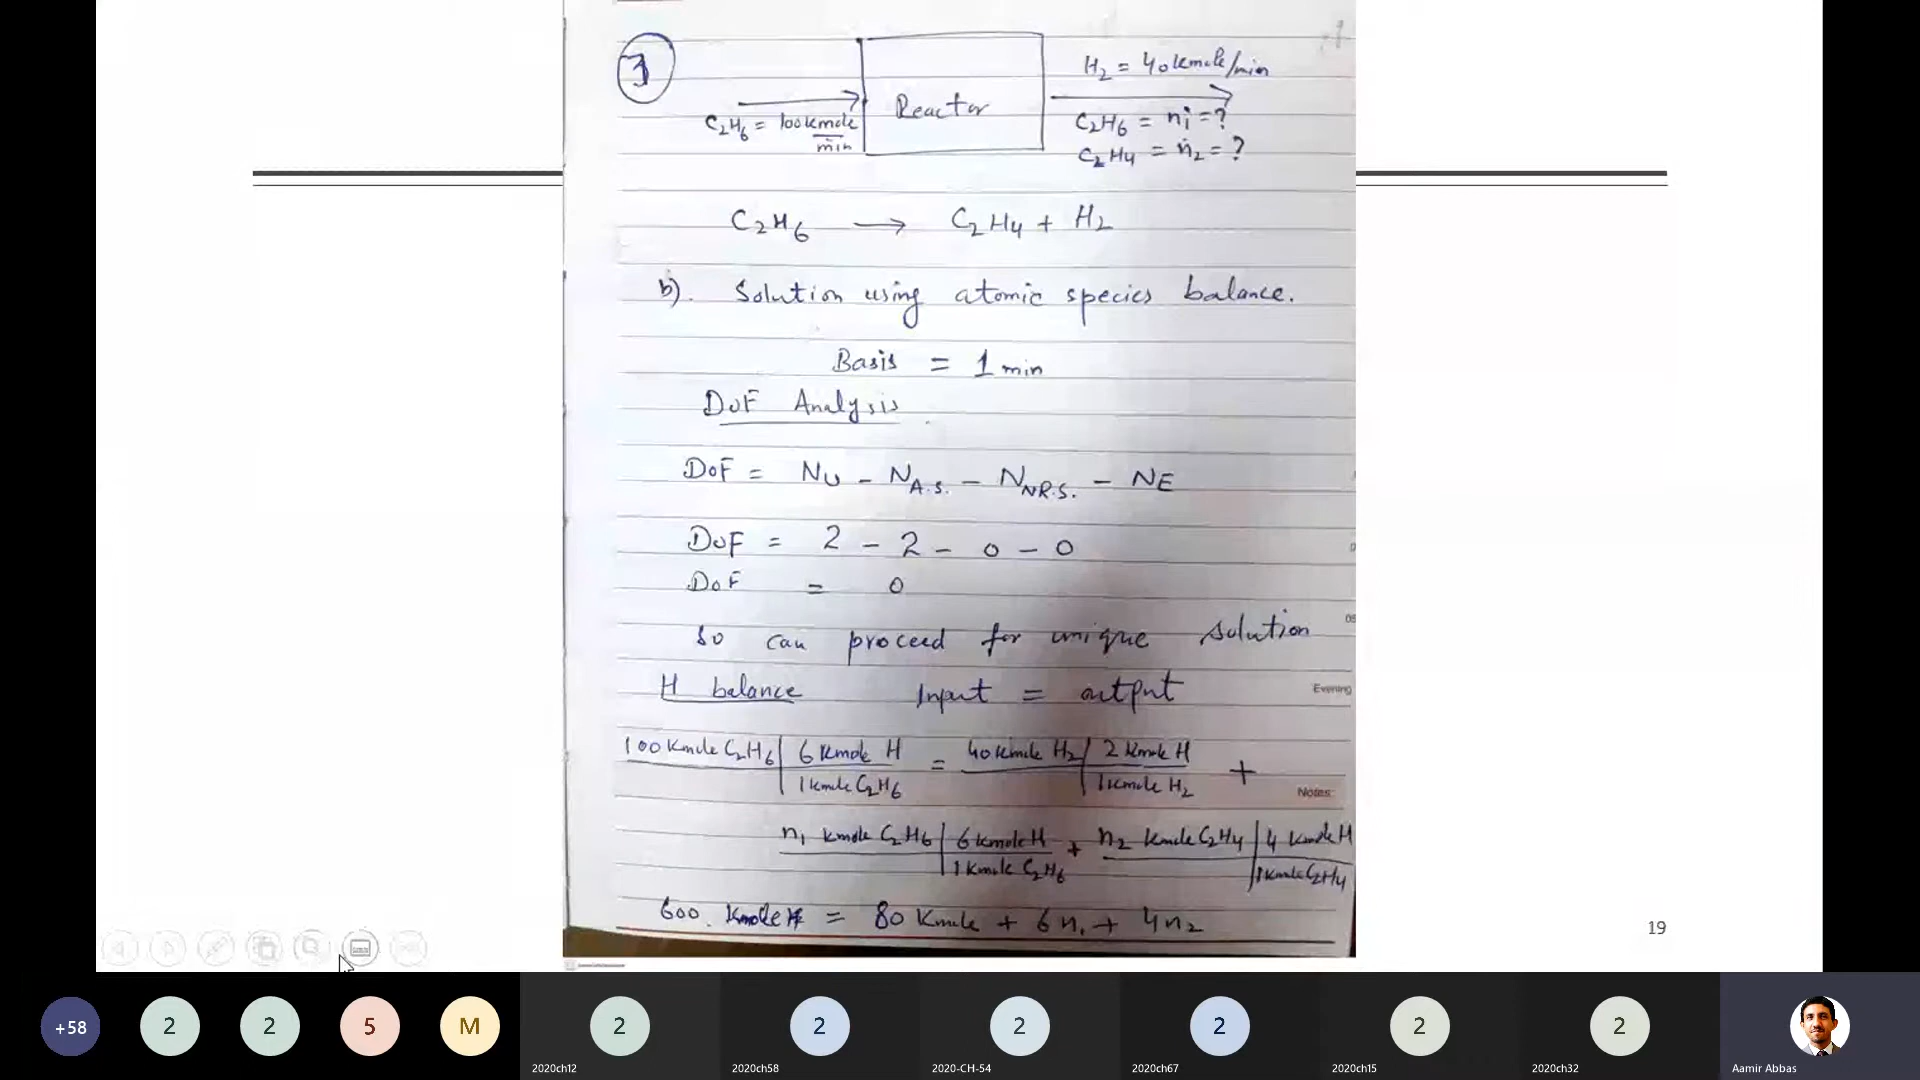 1
H2 = 40 kmole/min
C2H6 = 100 kmole/min
Reactor
C2H6 = n1 = ?
C2H4 = n2 = ?
C2H6 → C2H4 + H2
b). Solution using atomic species balance.
Basis = 1 min
DoF Analysis
DoF = NU - NA.S. - NNR.S. - NE
DoF = 2 - 2 - 0 - 0
DoF = 0
So can proceed for unique solution
H balance Input = output
Evening
100 Kmole C2H6 | 6 Kmole H = 40 kmole H2 | 2 Kmole H +
1 kmole C2H6 1 kmole H2
Notes:
n1 kmole C2H6 | 6 kmole H + n2 kmole C2H4 | 4 kmole H
1 Kmole C2H6 1 kmole C2H4
600 Kmole H = 80 Kmole + 6n1 + 4n2
19
+58
2
2
5
M
2
2
2
2
2
2
2020ch12
2020ch58
2020-CH-54
2020ch67
2020ch15
2020ch32
Aamir Abbas